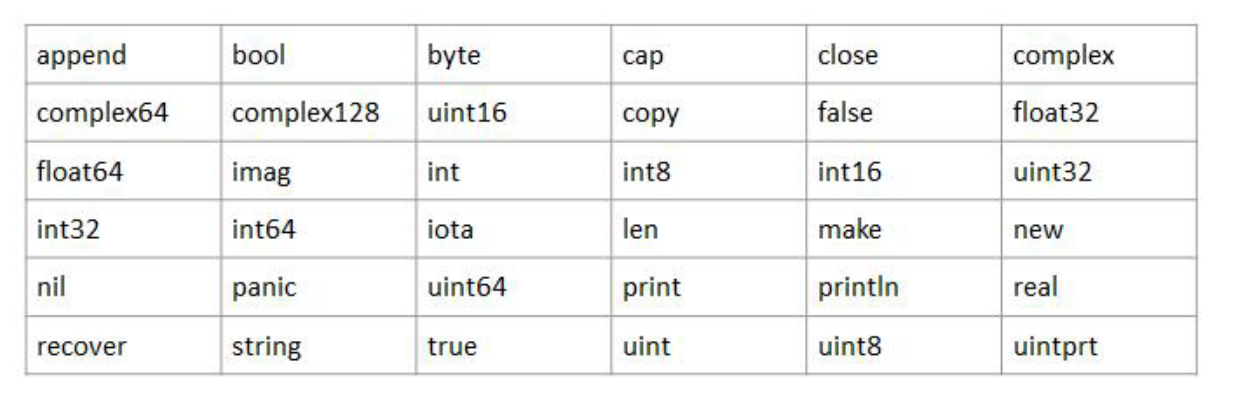 append bool byte cap close complex
complex64 complex128 uint16 copy false float32
float64 imag int int8 int16 uint32
int32 int64 iota len make new
nil panic uint64 print println real
recover string true uint uint8 uintprt